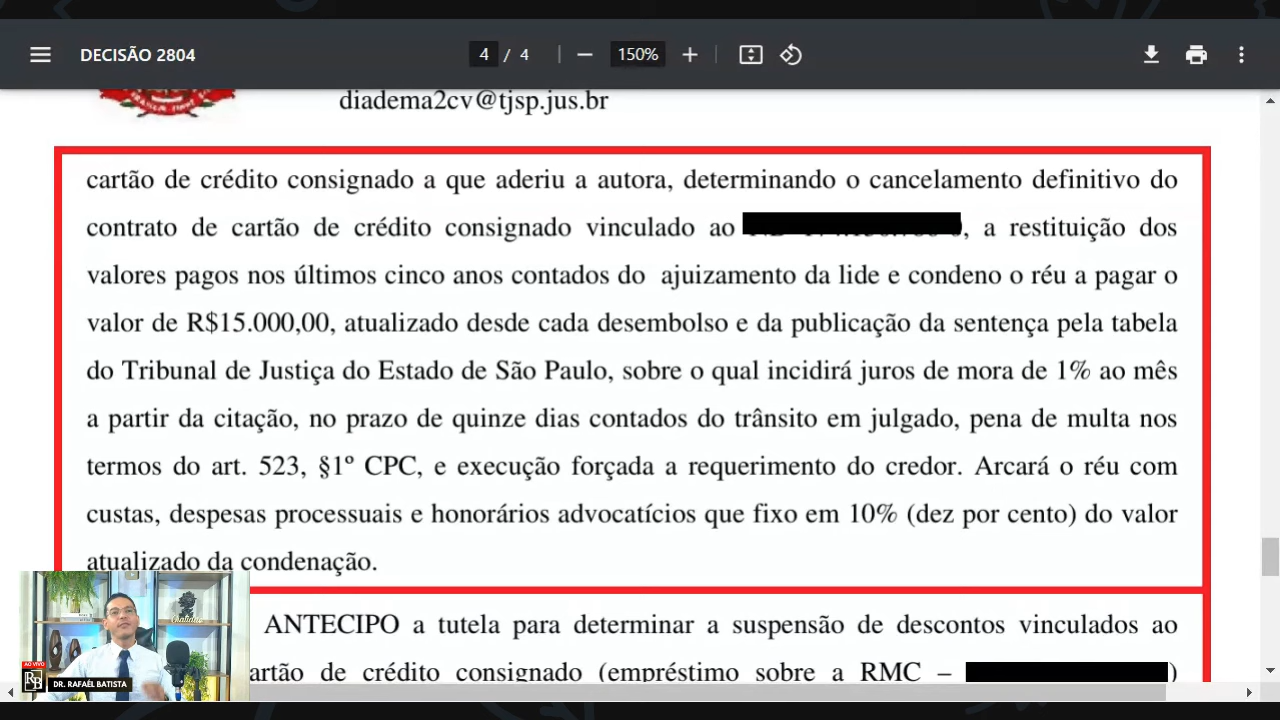 DECISÃO 2804
4 / 4
150%
diadema2cv@tjsp.jus.br
cartão de crédito consignado a que aderiu a autora, determinando o cancelamento definitivo do
contrato de cartão de crédito consignado vinculado ao , a restituição dos
valores pagos nos últimos cinco anos contados do ajuizamento da lide e condeno o réu a pagar o
valor de R$15.000,00, atualizado desde cada desembolso e da publicação da sentença pela tabela
do Tribunal de Justiça do Estado de São Paulo, sobre o qual incidirá juros de mora de 1% ao mês
a partir da citação, no prazo de quinze dias contados do trânsito em julgado, pena de multa nos
termos do art. 523, §1º CPC, e execução forçada a requerimento do credor. Arcará o réu com
custas, despesas processuais e honorários advocatícios que fixo em 10% (dez por cento) do valor
atualizado da condenação.
ANTECIPO a tutela para determinar a suspensão de descontos vinculados ao
artão de crédito consignado (empréstimo sobre a RMC – )
AO VIVO
RB
DR. RAFAEL BATISTA